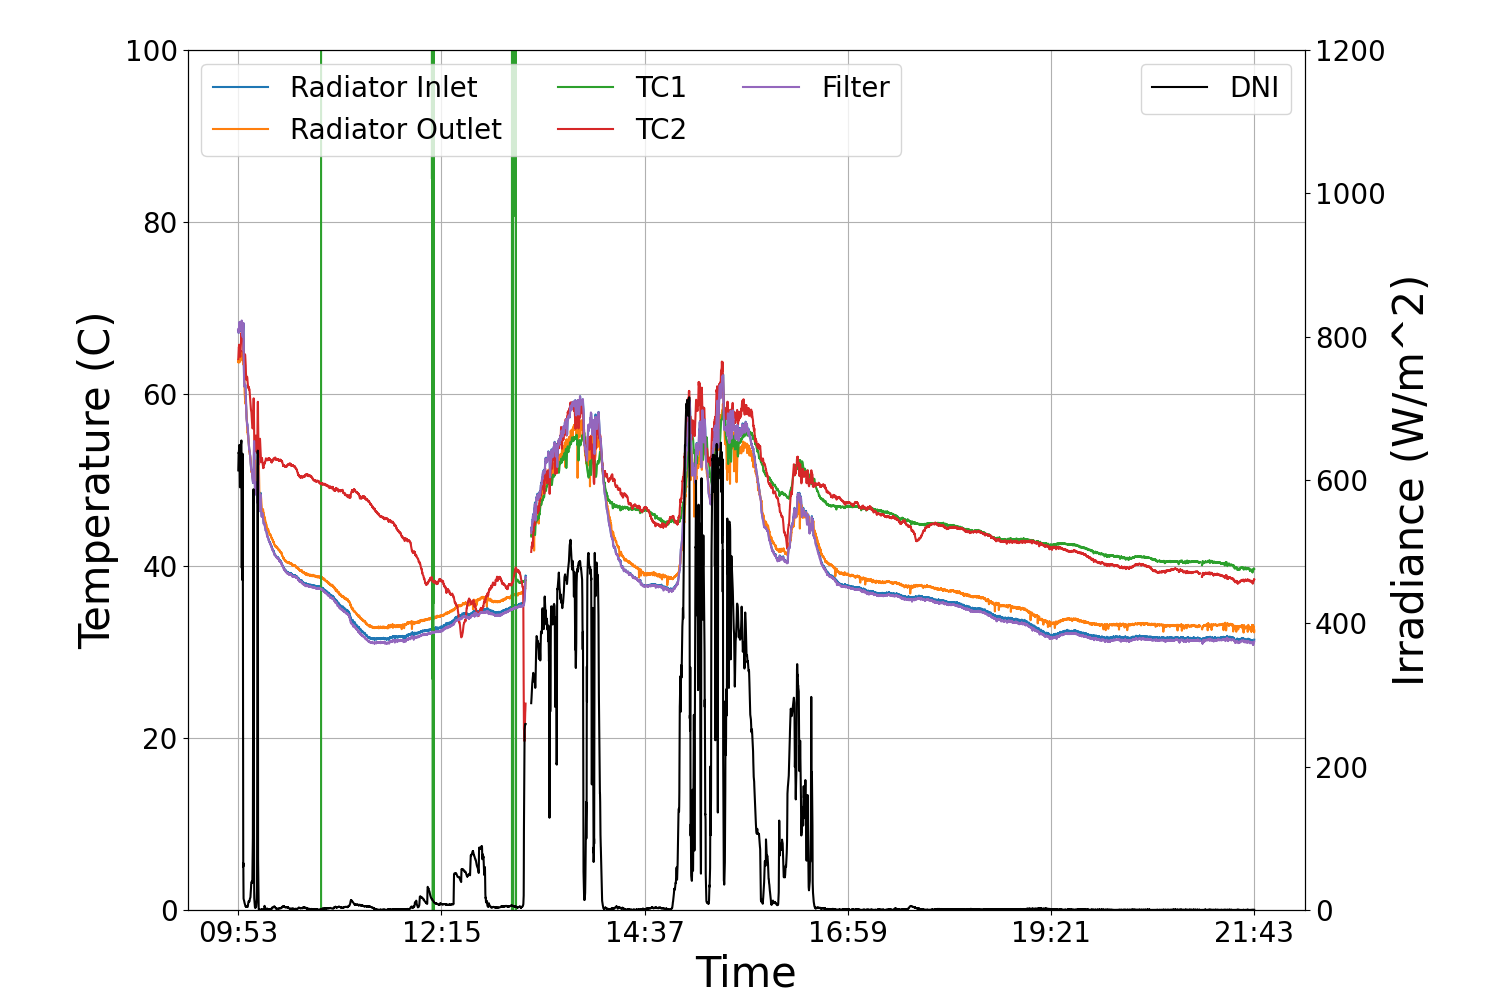 100
80
60
40
20
0
Temperature (C)
Radiator Inlet
Radiator Outlet
TC1
TC2
Filter
DNI
1200
1000
800
600
400
200
0
Irradiance (W/m^2)
09:53
12:15
14:37
16:59
19:21
21:43
Time